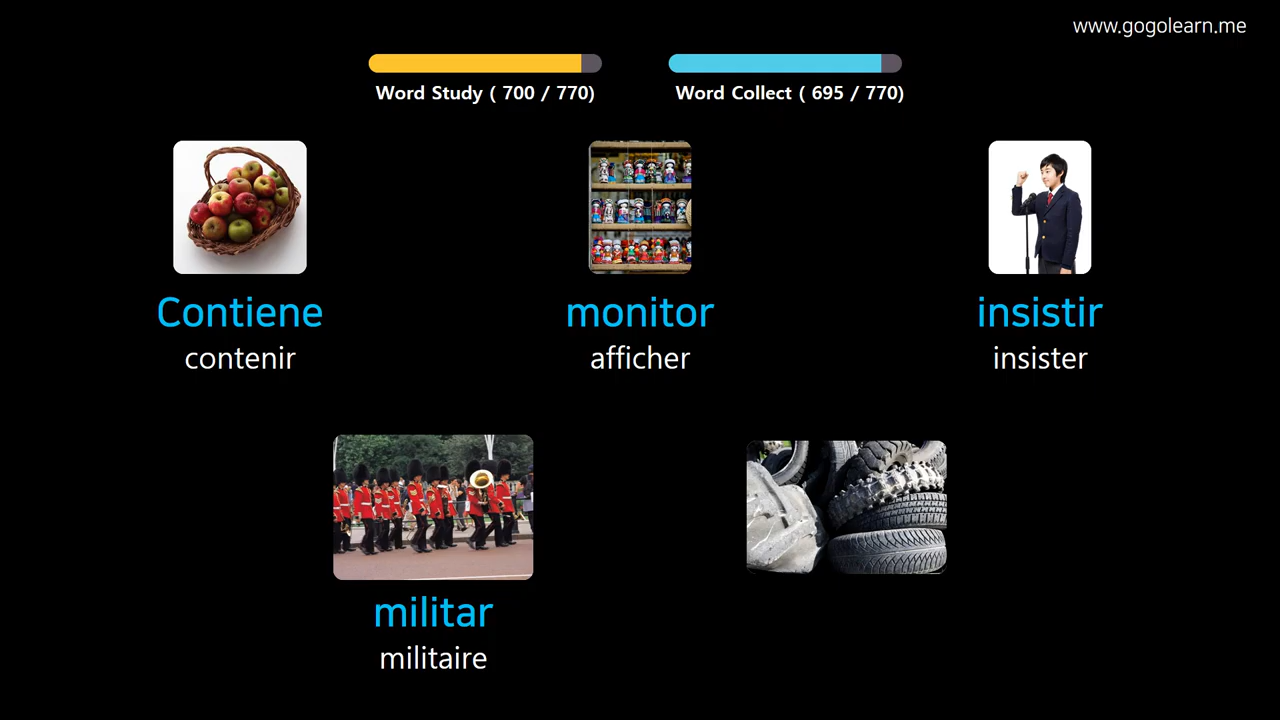 www.gogolearn.me
Word Study ( 700 / 770)
Word Collect ( 695 / 770)
Contiene
contenir
monitor
afficher
insistir
insister
militar
militaire